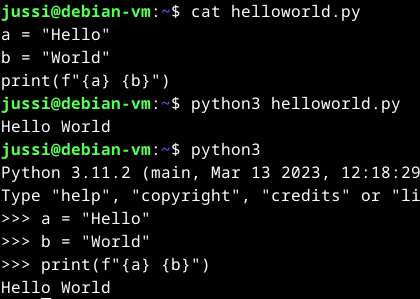 jussi@debian-vm:~$ cat helloworld.py
a = "Hello"
b = "World"
print(f"{a} {b}")
jussi@debian-vm:~$ python3 helloworld.py
Hello World
jussi@debian-vm:~$ python3
Python 3.11.2 (main, Mar 13 2023, 12:18:29
Type "help", "copyright", "credits" or "li
>>> a = "Hello"
>>> b = "World"
>>> print(f"{a} {b}")
Hello World